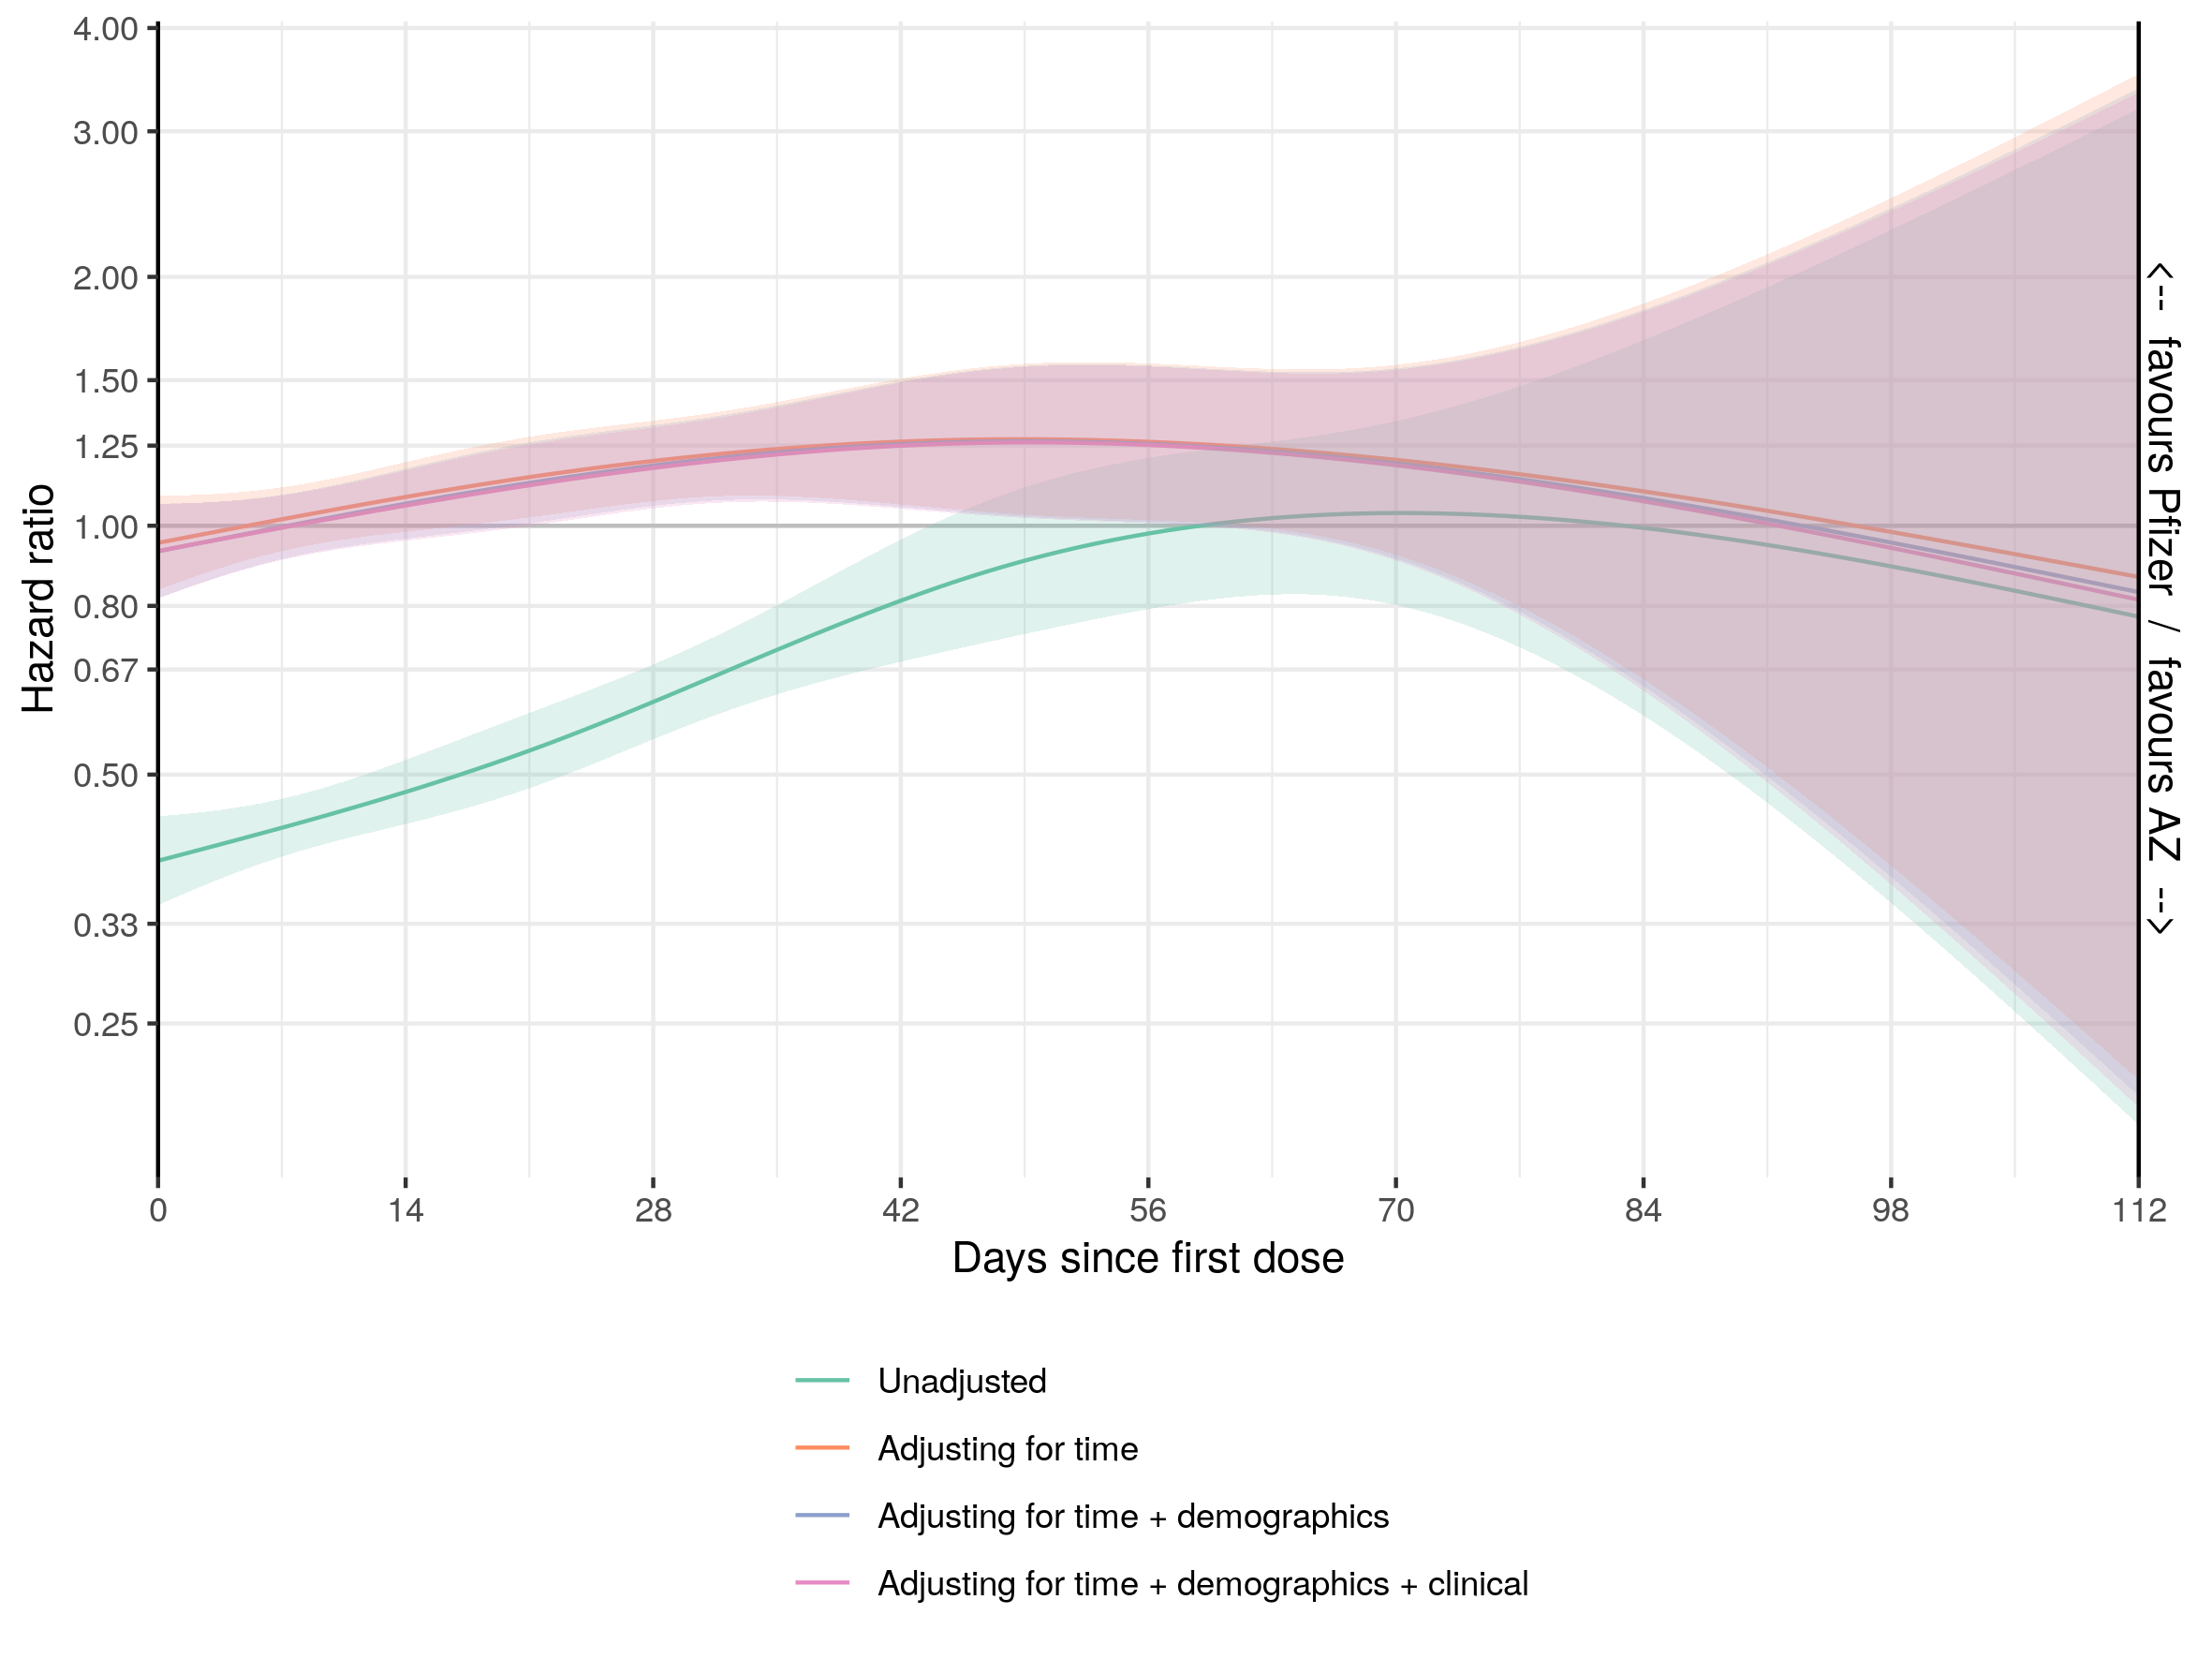 4.00
3.00
2.00
1.50
1.25
1.00
0.80
0.67
0.50
0.33
0.25
Hazard ratio
<-- favours Pfizer / favours AZ -->
0 14 28 42 56 70 84 98 112
Days since first dose
Unadjusted
Adjusting for time
Adjusting for time + demographics
Adjusting for time + demographics + clinical